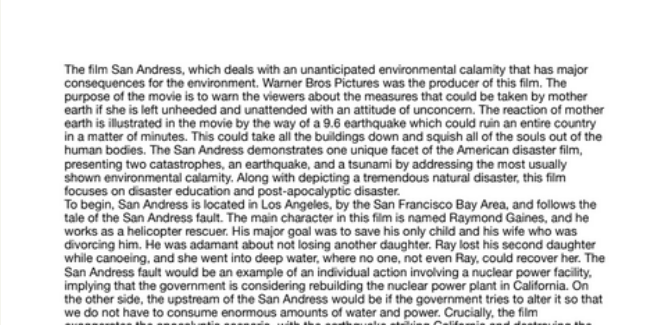 The film San Andress, which deals with an unanticipated environmental calamity that has major
consequences for the environment. Warner Bros Pictures was the producer of this film. The
purpose of the movie is to warn the viewers about the measures that could be taken by mother
earth if she is left unheeded and unattended with an attitude of unconcern. The reaction of mother
earth is illustrated in the movie by the way of a 9.6 earthquake which could ruin an entire country
in a matter of minutes. This could take all the buildings down and squish all of the souls out of the
human bodies. The San Andress demonstrates one unique facet of the American disaster film,
presenting two catastrophes, an earthquake, and a tsunami by addressing the most usually
shown environmental calamity. Along with depicting a tremendous natural disaster, this film
focuses on disaster education and post-apocalyptic disaster.
To begin, San Andress is located in Los Angeles, by the San Francisco Bay Area, and follows the
tale of the San Andress fault. The main character in this film is named Raymond Gaines, and he
works as a helicopter rescuer. His major goal was to save his only child and his wife who was
divorcing him. He was adamant about not losing another daughter. Ray lost his second daughter
while canoeing, and she went into deep water, where no one, not even Ray, could recover her. The
San Andress fault would be an example of an individual action involving a nuclear power facility,
implying that the government is considering rebuilding the nuclear power plant in California. On
the other side, the upstream of the San Andress would be if the government tries to alter it so that
we do not have to consume enormous amounts of water and power. Crucially, the film
exaggerates the apocalyptic scenario, with the earthquake striking California and destroying the